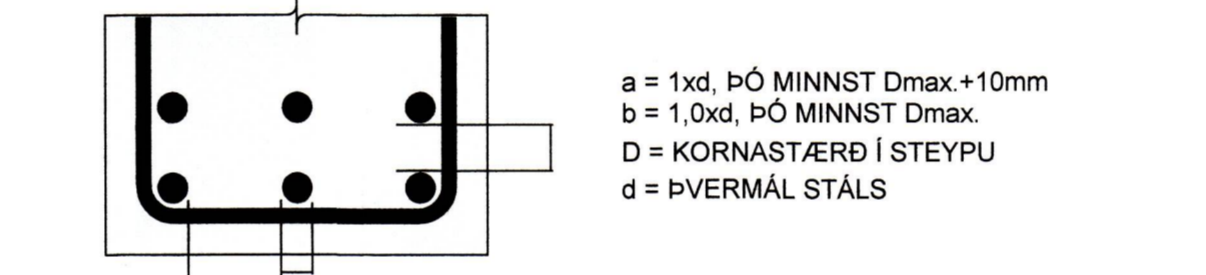 a = 1xd, ÞÓ MINNST Dmax.+10mm
b = 1,0xd, ÞÓ MINNST Dmax.
D = KORNASTÆRÐ Í STEYPU
d = ÞVERMÁL STÁLS